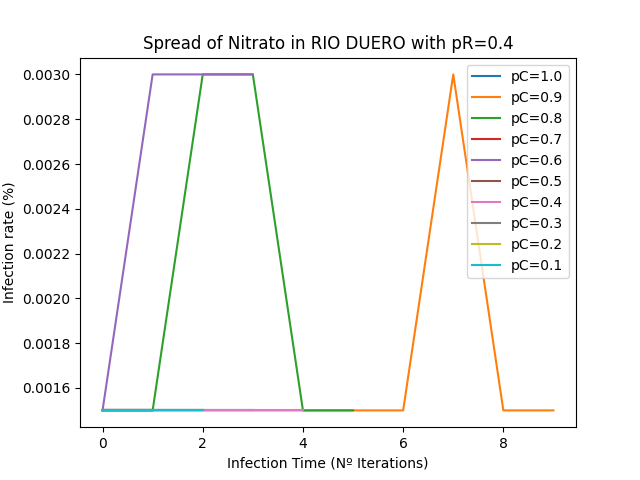 Spread of Nitrato in RIO DUERO with pR=0.4
Infection rate (%)
0.0030
0.0028
0.0026
0.0024
0.0022
0.0020
0.0018
0.0016
pC=1.0
pC=0.9
pC=0.8
pC=0.7
pC=0.6
pC=0.5
pC=0.4
pC=0.3
pC=0.2
pC=0.1
0 2 4 6 8
Infection Time (Nº Iterations)